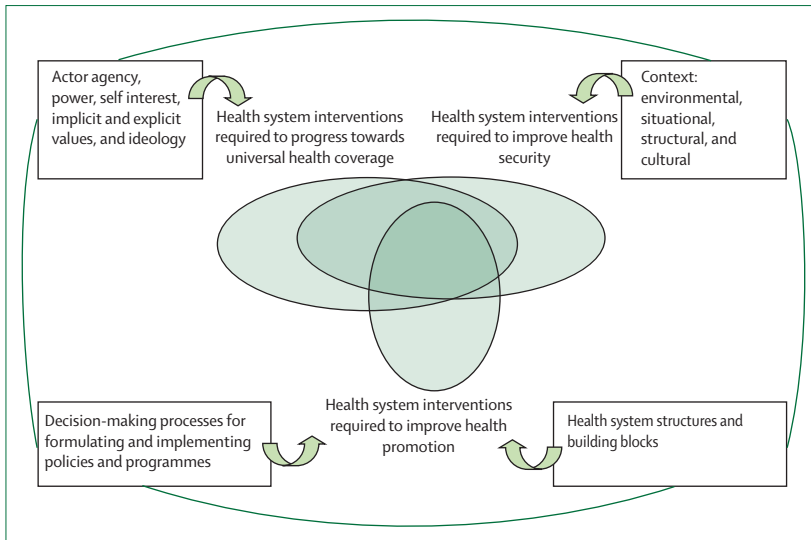 Actor agency,
power, self interest,
implicit and explicit
values, and ideology
Health system interventions
required to progress towards
universal health coverage
Health system interventions
required to improve health
security
Context:
environmental,
situational,
structural, and
cultural
Decision-making processes for
formulating and implementing
policies and programmes
Health system interventions
required to improve health
promotion
Health system structures and
building blocks